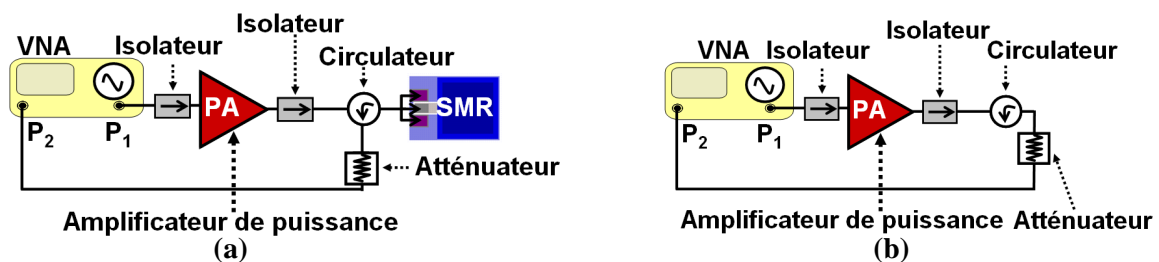 Isolateur
VNA
Isolateur
Circulateur
PA
SMR
P2
P1
Atténuateur
Amplificateur de puissance
(a)
VNA
Isolateur
Isolateur
Circulateur
PA
P2
P1
Amplificateur de puissance
Atténuateur
(b)